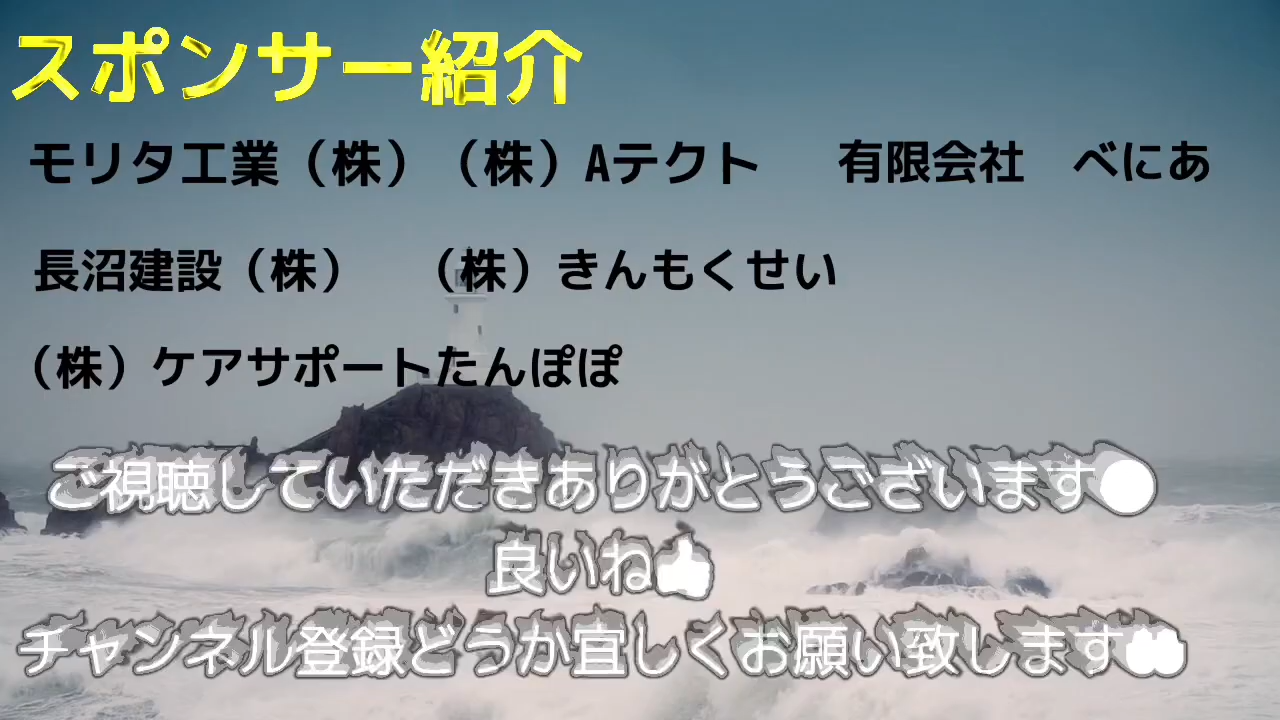 スポンサー紹介
モリタ工業（株）（株）Aテクト　有限会社　べにあ
長沼建設（株）　（株）きんもくせい
（株）ケアサポートたんぽぽ
ご視聴していただきありがとうございます
良いね👍
チャンネル登録どうか宜しくお願い致します